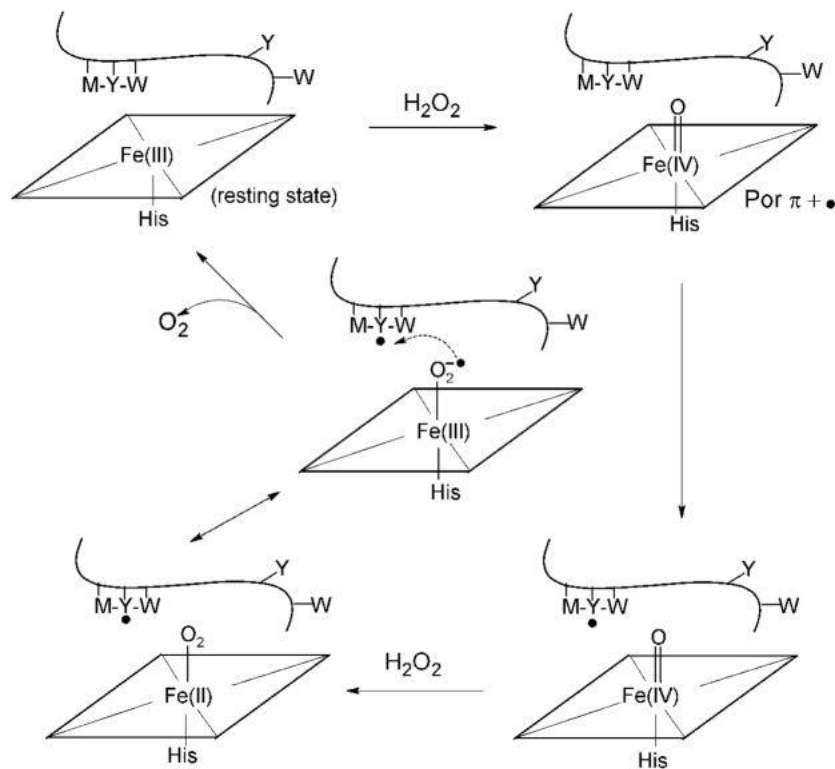 Y
W
M-Y-W
Fe(III)
His
(resting state)
H₂O₂
Y
W
M-Y-W
O
Fe(IV)
His
Por π + •
O₂
Y
W
M-Y-W
•
O₂⁻•
Fe(III)
His
Y
W
M-Y-W
•
O₂
Fe(II)
His
H₂O₂
Y
W
M-Y-W
•
O
Fe(IV)
His